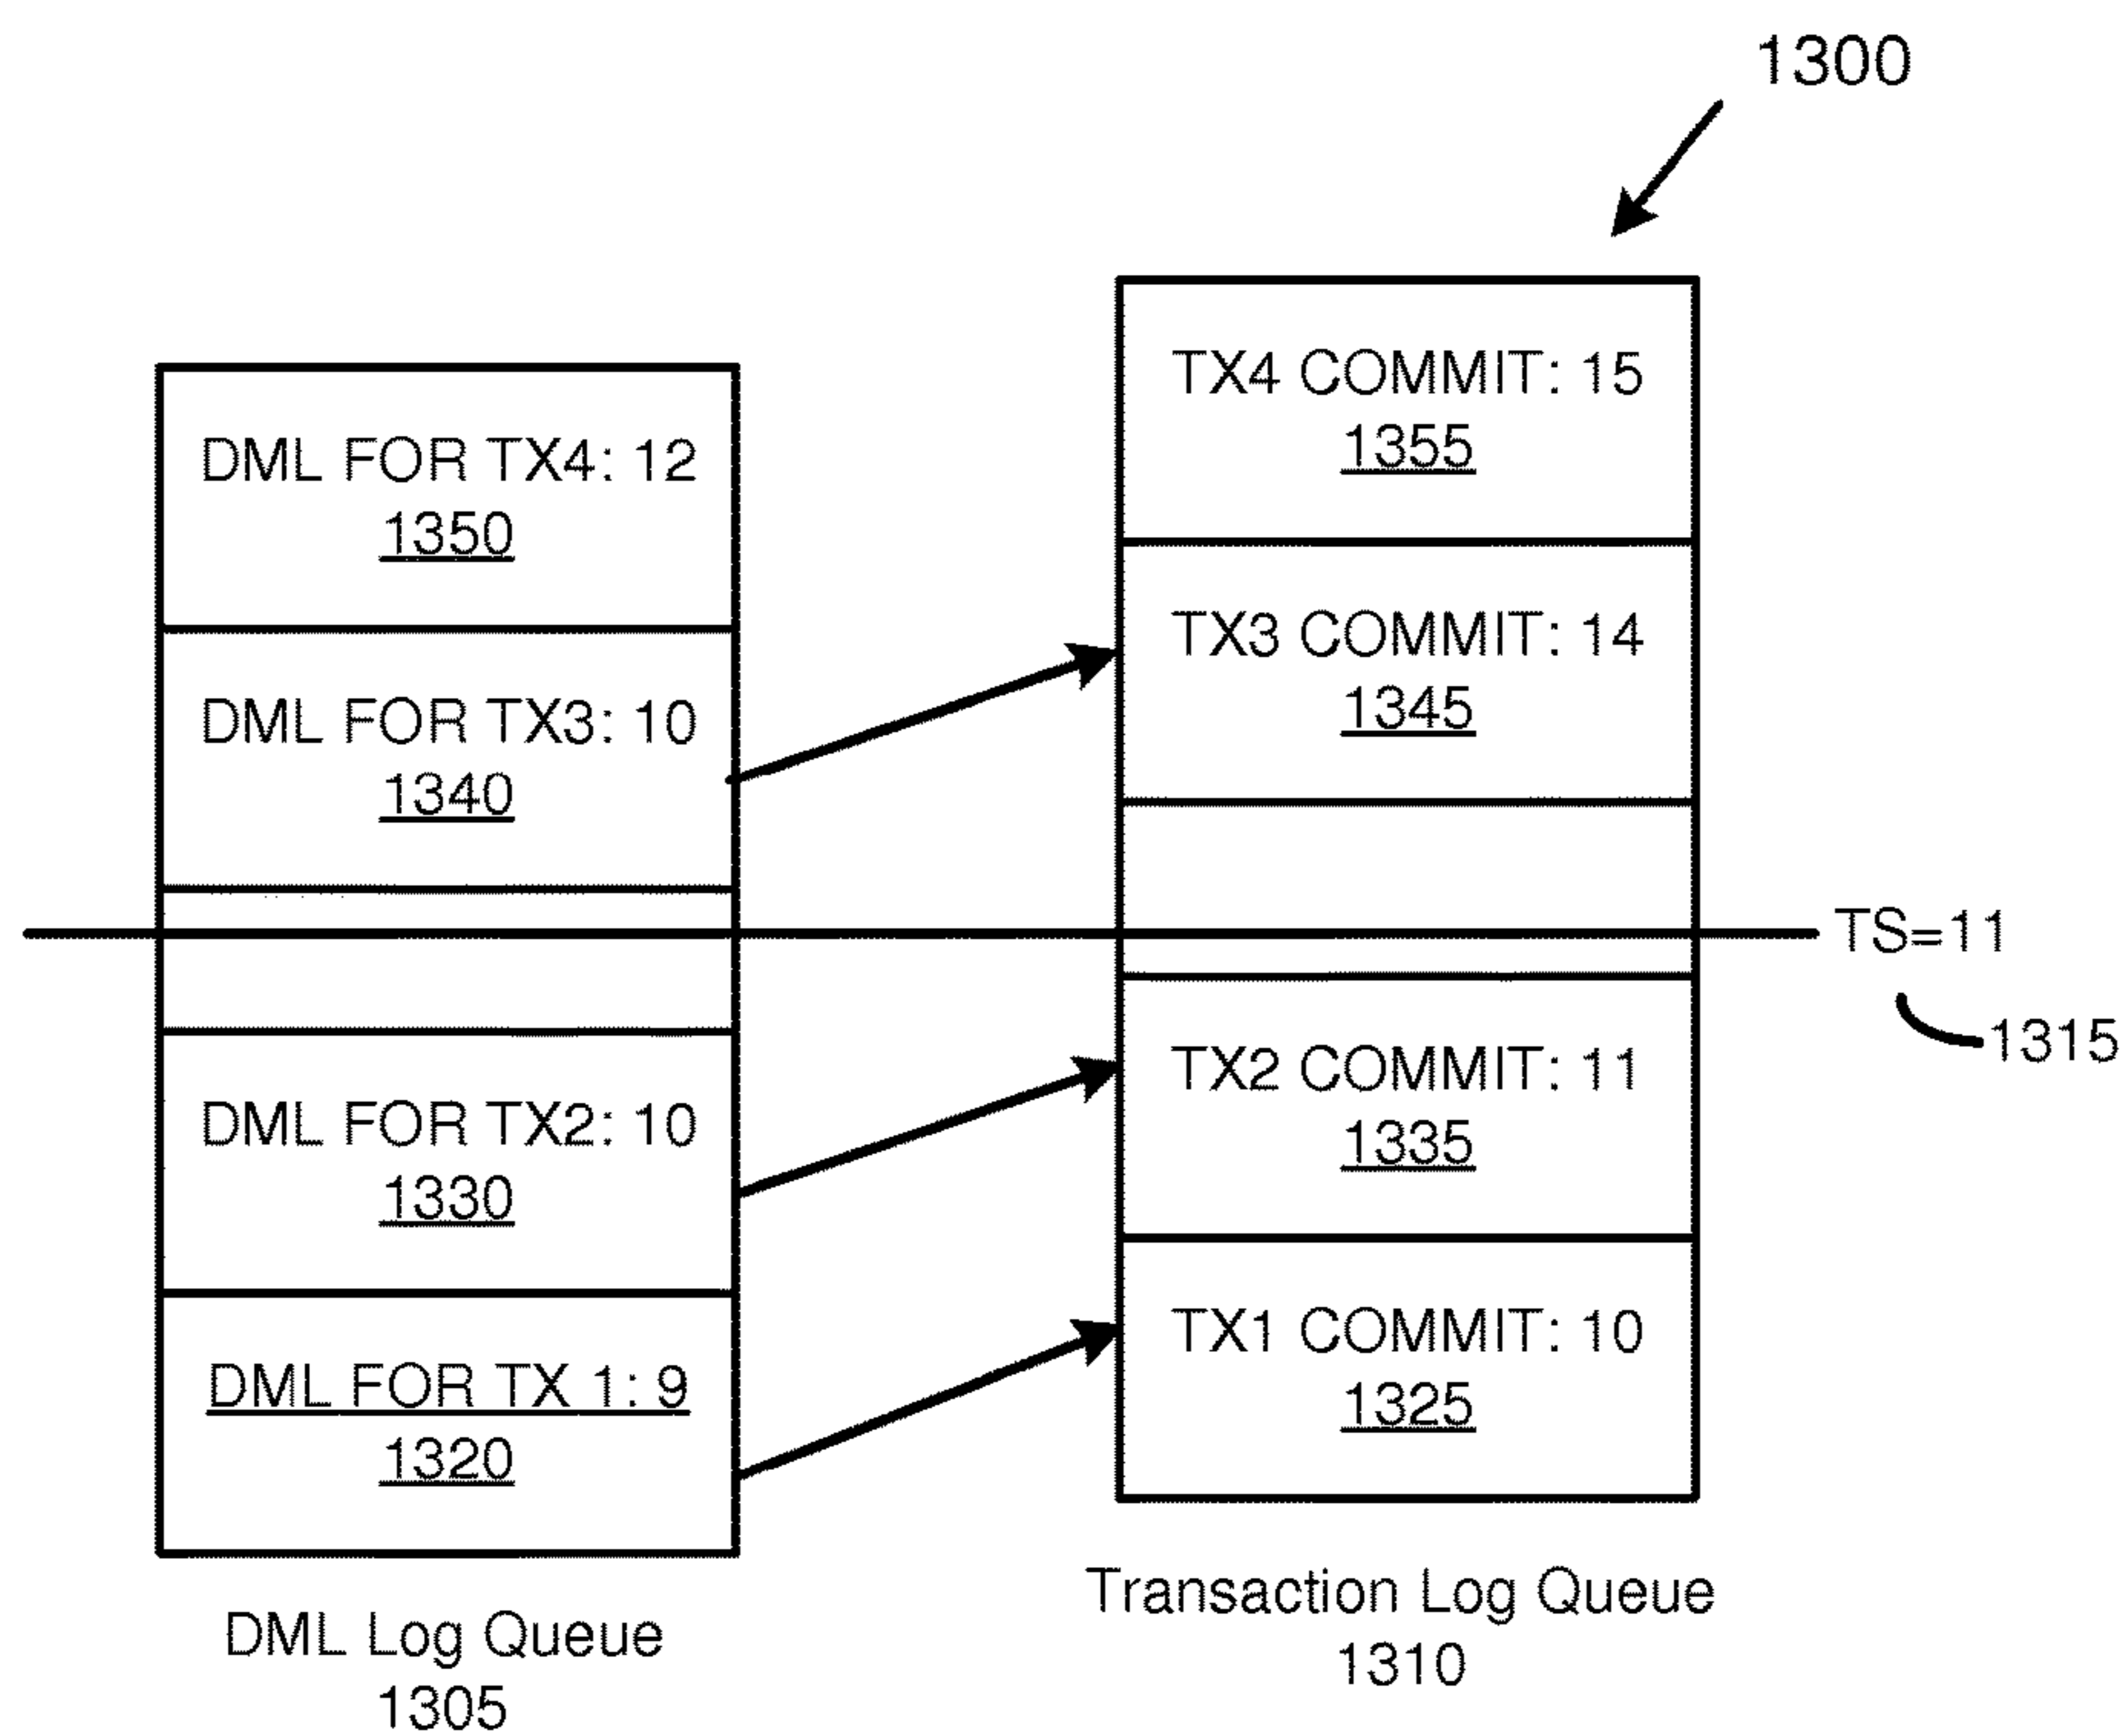 1300
DML FOR TX4: 12
1350
DML FOR TX3: 10
1340
DML FOR TX2: 10
1330
DML FOR TX 1: 9
1320
DML Log Queue
1305
TX4 COMMIT: 15
1355
TX3 COMMIT: 14
1345
TX2 COMMIT: 11
1335
TX1 COMMIT: 10
1325
Transaction Log Queue
1310
TS=11
1315